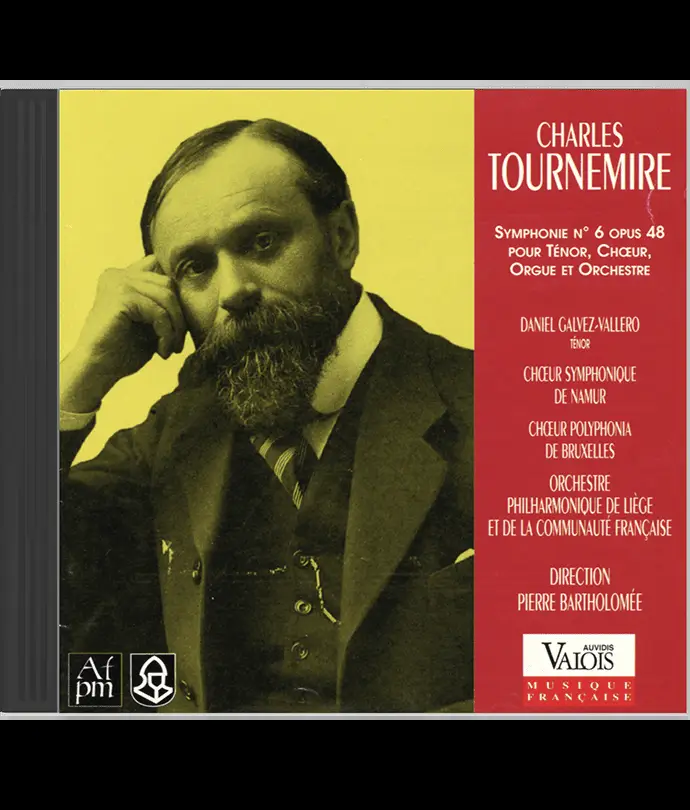 CHARLES
TOURNEMIRE
SYMPHONIE N° 6 OPUS 48
POUR TÉNOR, CHŒUR,
ORGUE ET ORCHESTRE
DANIEL GALVEZ-VALLERO
TÉNOR
CHŒUR SYMPHONIQUE
DE NAMUR
CHŒUR POLYPHONIA
DE BRUXELLES
ORCHESTRE
PHILHARMONIQUE DE LIÈGE
ET DE LA COMMUNAUTÉ FRANÇAISE
DIRECTION
PIERRE BARTHOLOMÉE
AUVIDIS
VALOIS
MUSIQUE
FRANÇAISE
Af
pm